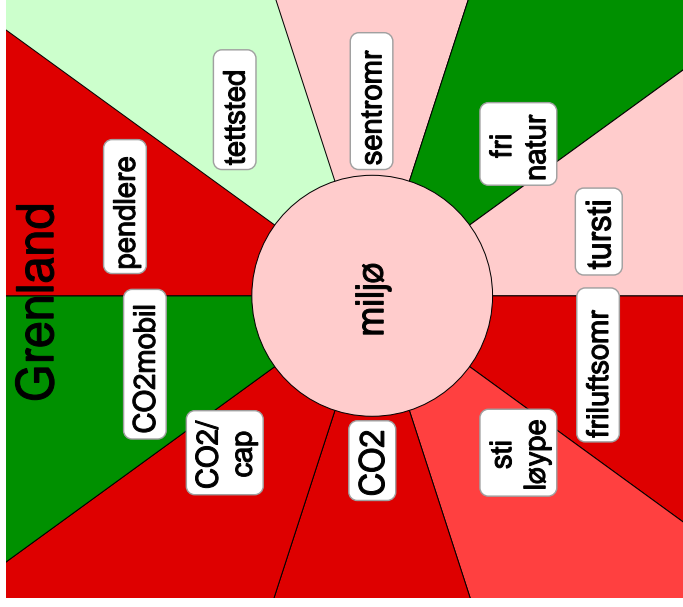 Grenland
pendlere
CO2mobil
tettsted
CO2/
cap
sentromr
miljø
CO2
fri
natur
sti
løype
tursti
friluftsomr